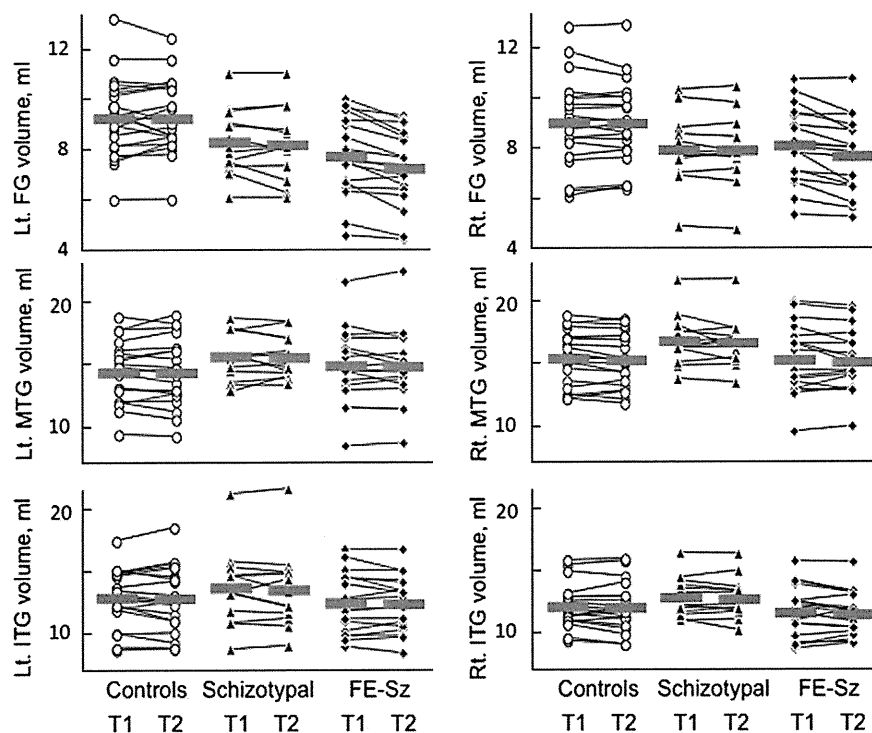 Lt. FG volume, ml
12
8
4
Rt. FG volume, ml
12
8
4
Lt. MTG volume, ml
20
10
Rt. MTG volume, ml
20
10
Lt. ITG volume, ml
20
10
Rt. ITG volume, ml
20
10
Controls Schizotypal FE-Sz
T1 T2 T1 T2 T1 T2
Controls Schizotypal FE-Sz
T1 T2 T1 T2 T1 T2